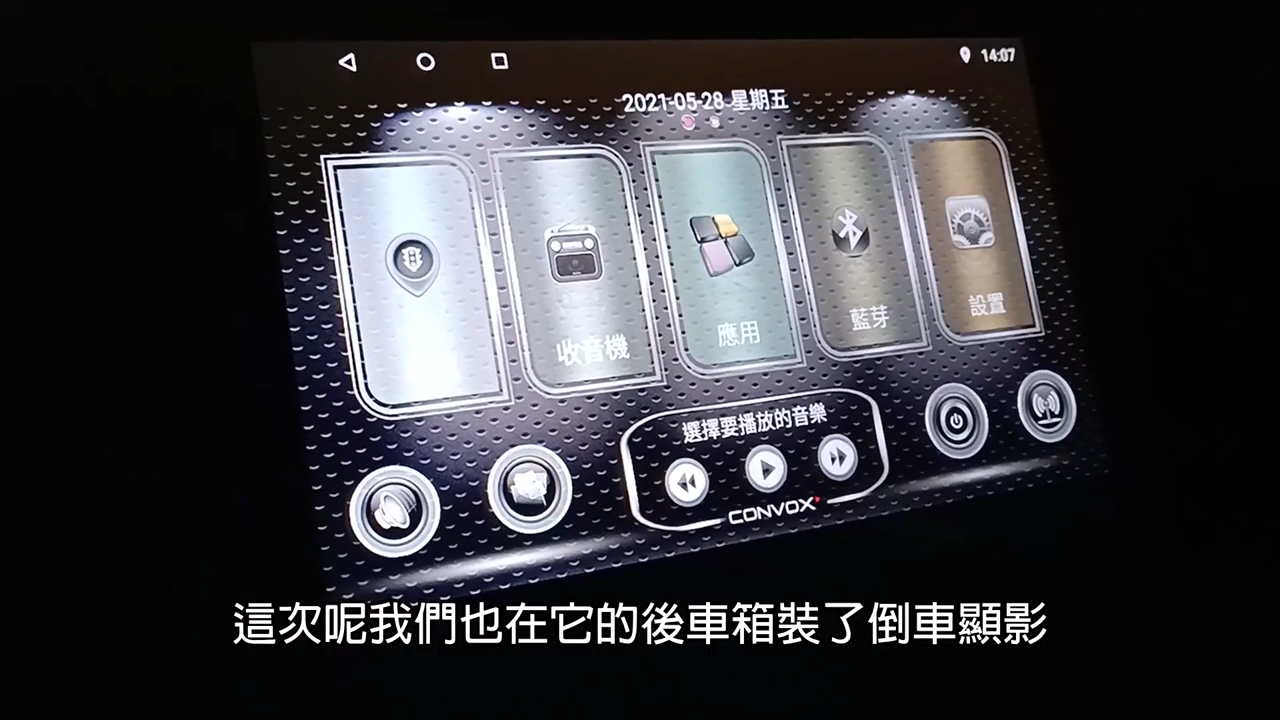 14:07
2021-05-28 星期五
收音機
應用
藍芽
設置
選擇要播放的音樂
CONVOX
這次呢我們也在它的後車箱裝了倒車顯影